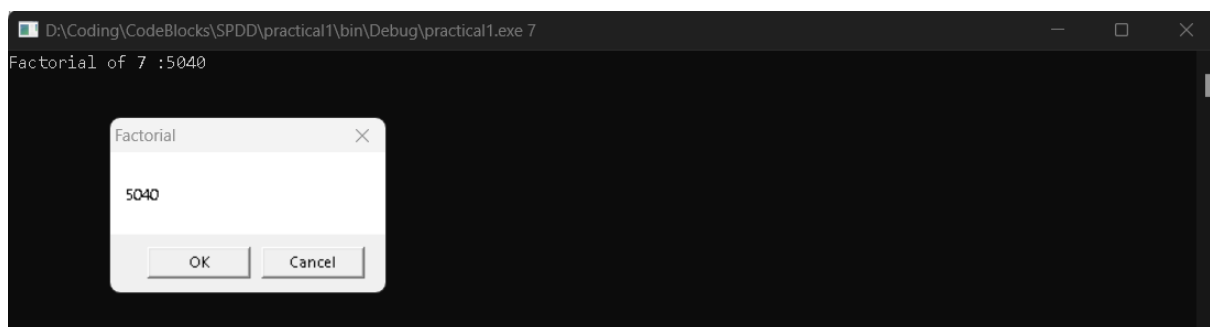 D:\Coding\CodeBlocks\SPDD\practical1\bin\Debug\practical1.exe 7
Factorial of 7 :5040
Factorial
5040
OK Cancel